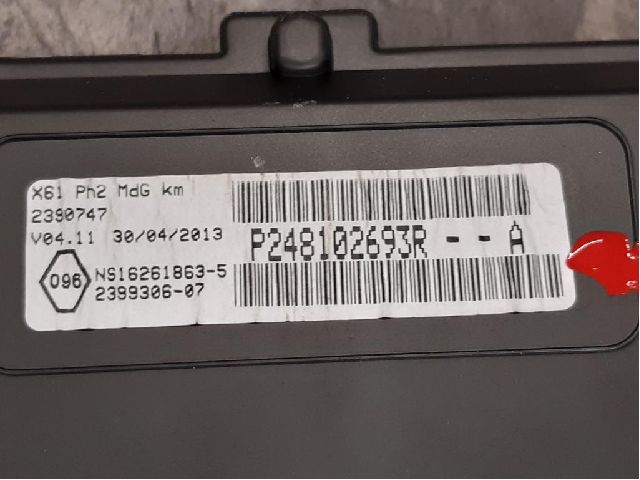 X61 Ph2 MdG km
2390747
V04.11 30/04/2013
096
NS16261863-5
2399306-07
P248102693R - - A